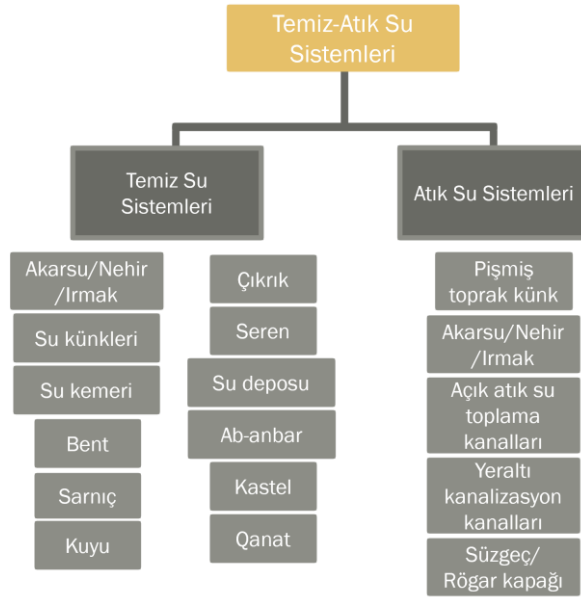 Temiz-Atık Su
Sistemleri
Temiz Su
Sistemleri
Akarsu/Nehir
/Irmak
Su künkleri
Su kemeri
Bent
Sarnıç
Kuyu
Çıkrık
Seren
Su deposu
Ab-anbar
Kastel
Qanat
Atık Su Sistemleri
Pişmiş
toprak künk
Akarsu/Nehir
/Irmak
Açık atık su
toplama
kanalları
Yeraltı
kanalizasyon
kanalları
Süzgeç/
Rögar kapağı